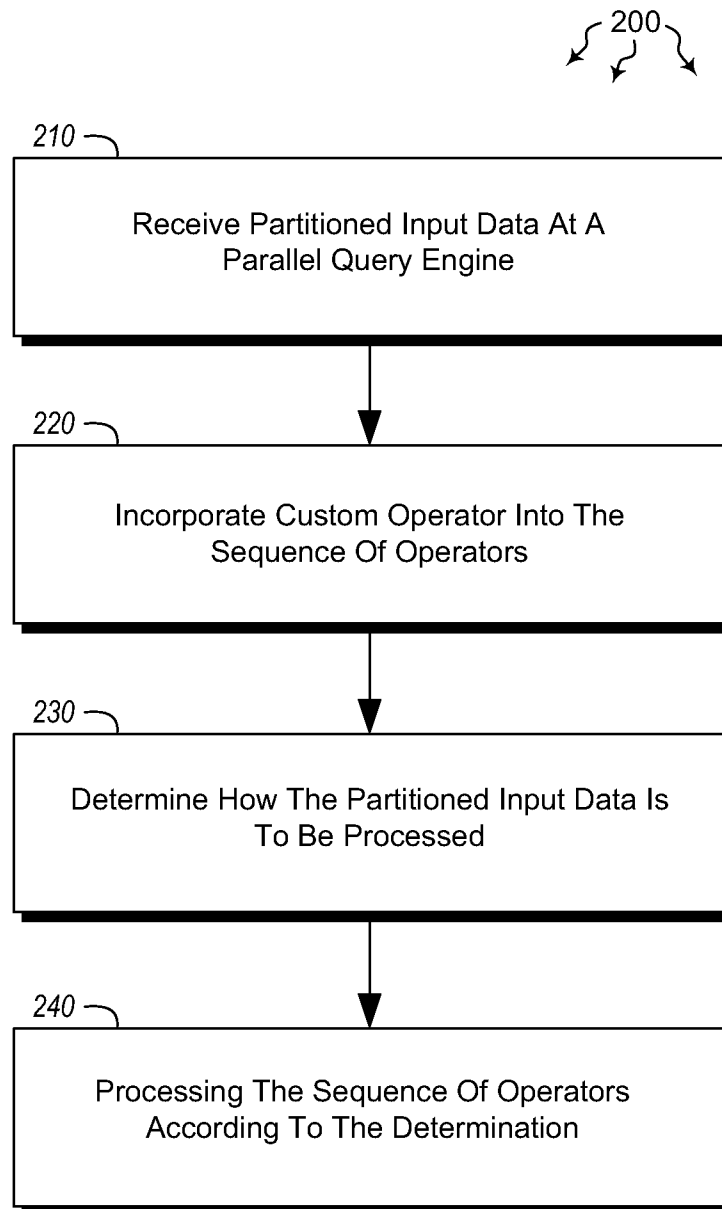 200
210
Receive Partitioned Input Data At A
Parallel Query Engine
220
Incorporate Custom Operator Into The
Sequence Of Operators
230
Determine How The Partitioned Input Data Is
To Be Processed
240
Processing The Sequence Of Operators
According To The Determination